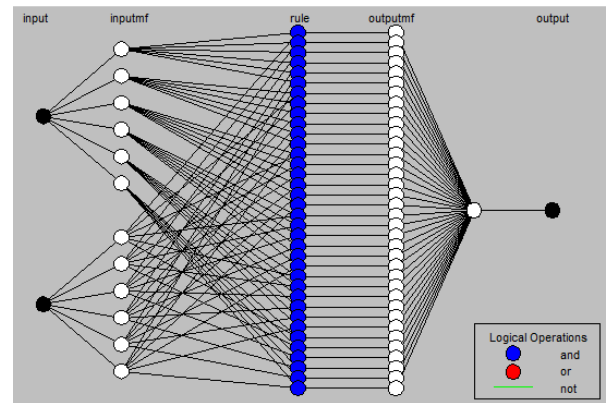 input inputmf rule outputmf output
Logical Operations
and
or
not